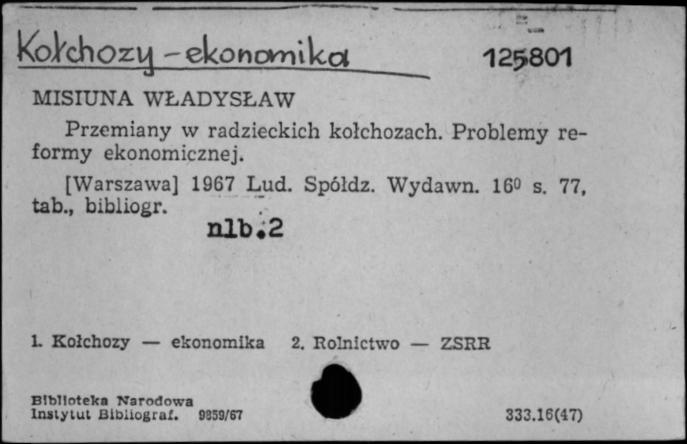 Kołchozy - ekonomika 125801
MISIUNA WŁADYSŁAW
Przemiany w radzieckich kołchozach. Problemy re-
formy ekonomicznej.
[Warszawa] 1967 Lud. Spółdz. Wydawn. 16⁰ s. 77,
tab., bibliogr.
nlb.2
1. Kołchozy — ekonomika 2. Rolnictwo — ZSRR
Biblioteka Narodowa
Instytut Bibliograf. 9859/67 333.16(47)